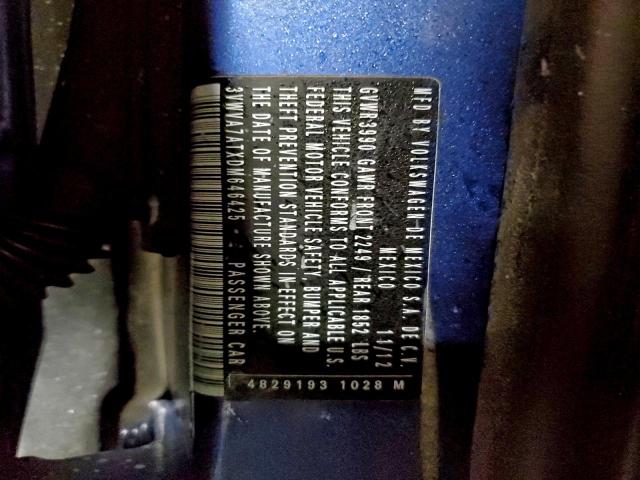 MFD BY VOLKSWAGEN DE MEXICO S.A. DE C.V.
MEXICO 11/12
GVWR 3990 GAWR FRONT 2249 / REAR 1852 LBS
THIS VEHICLE CONFORMS TO ALL APPLICABLE U.S.
FEDERAL MOTOR VEHICLE SAFETY, BUMPER AND
THEFT PREVENTION STANDARDS IN EFFECT ON
THE DATE OF MANUFACTURE SHOWN ABOVE.
3VWVA7ATXDM646425 - PASSENGER CAR
4829193 1028 M